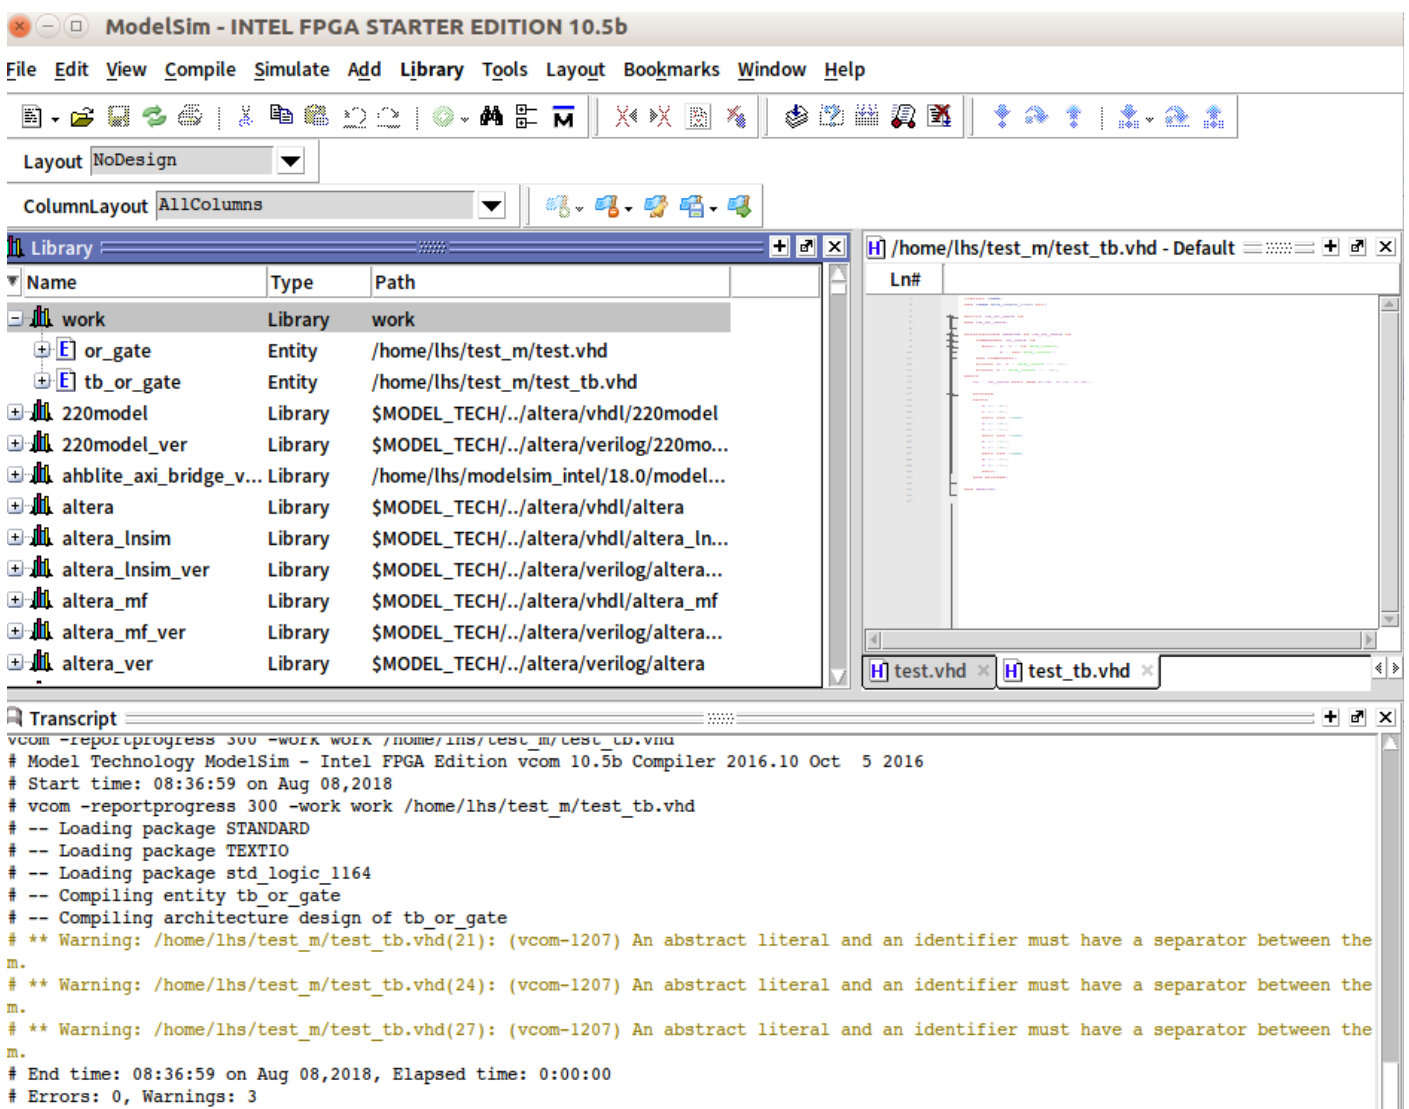 ModelSim - INTEL FPGA STARTER EDITION 10.5b
File Edit View Compile Simulate Add Library Tools Layout Bookmarks Window Help
Layout NoDesign
ColumnLayout AllColumns
Library
/home/lhs/test_m/test_tb.vhd - Default
Name Type Path
Ln#
work Library work
or_gate Entity /home/lhs/test_m/test.vhd
tb_or_gate Entity /home/lhs/test_m/test_tb.vhd
220model Library $MODEL_TECH/../altera/vhdl/220model
220model_ver Library $MODEL_TECH/../altera/verilog/220mo...
ahblite_axi_bridge_v... Library /home/lhs/modelsim_intel/18.0/model...
altera Library $MODEL_TECH/../altera/vhdl/altera
altera_lnsim Library $MODEL_TECH/../altera/vhdl/altera_ln...
altera_lnsim_ver Library $MODEL_TECH/../altera/verilog/altera...
altera_mf Library $MODEL_TECH/../altera/vhdl/altera_mf
altera_mf_ver Library $MODEL_TECH/../altera/verilog/altera...
altera_ver Library $MODEL_TECH/../altera/verilog/altera
test.vhd test_tb.vhd
Transcript
vcom -reportprogress 300 -work work /home/lhs/test_m/test_tb.vhd
# Model Technology ModelSim - Intel FPGA Edition vcom 10.5b Compiler 2016.10 Oct  5 2016
# Start time: 08:36:59 on Aug 08,2018
# vcom -reportprogress 300 -work work /home/lhs/test_m/test_tb.vhd
# -- Loading package STANDARD
# -- Loading package TEXTIO
# -- Loading package std_logic_1164
# -- Compiling entity tb_or_gate
# -- Compiling architecture design of tb_or_gate
# ** Warning: /home/lhs/test_m/test_tb.vhd(21): (vcom-1207) An abstract literal and an identifier must have a separator between the
m.
# ** Warning: /home/lhs/test_m/test_tb.vhd(24): (vcom-1207) An abstract literal and an identifier must have a separator between the
m.
# ** Warning: /home/lhs/test_m/test_tb.vhd(27): (vcom-1207) An abstract literal and an identifier must have a separator between the
m.
# End time: 08:36:59 on Aug 08,2018, Elapsed time: 0:00:00
# Errors: 0, Warnings: 3